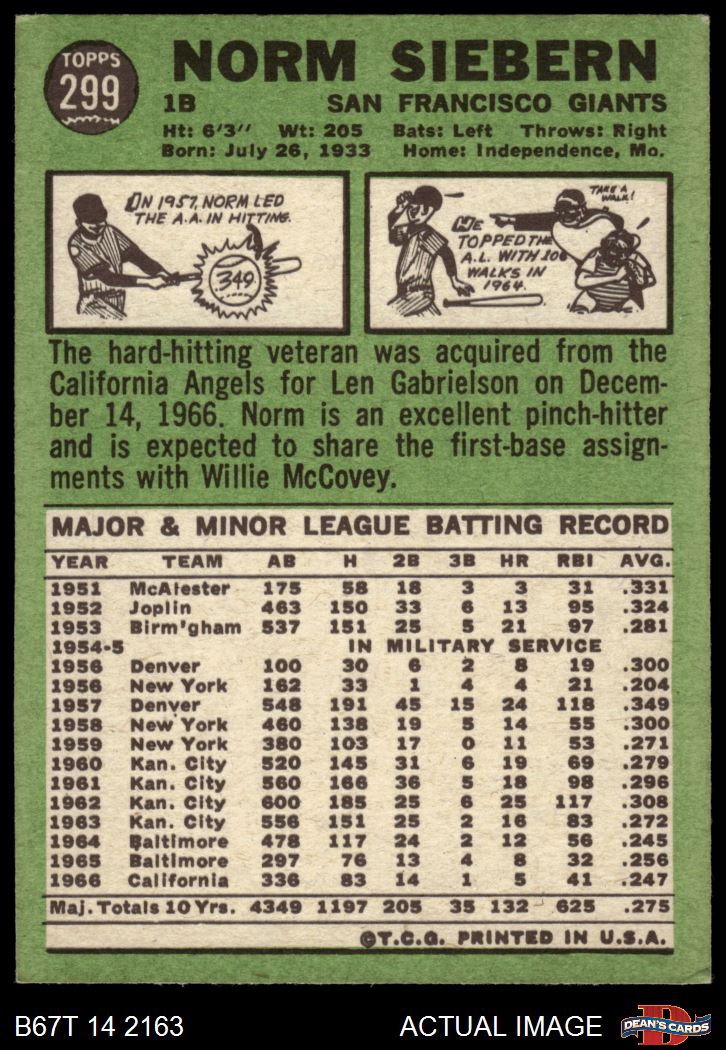 TOPPS
299
NORM SIEBERN
1B SAN FRANCISCO GIANTS
Ht: 6'3'' Wt: 205 Bats: Left Throws: Right
Born: July 26, 1933 Home: Independence, Mo.
IN 1957, NORM LED
THE A.A. IN HITTING.
349
TAKE A
WALK!
HE
TOPPED THE
A.L. WITH 106
WALKS IN
1964.
The hard-hitting veteran was acquired from the
California Angels for Len Gabrielson on Decem-
ber 14, 1966. Norm is an excellent pinch-hitter
and is expected to share the first-base assign-
ments with Willie McCovey.
MAJOR & MINOR LEAGUE BATTING RECORD
YEAR TEAM AB H 2B 3B HR RBI AVG.
1951 McAlester 175 58 18 3 3 31 .331
1952 Joplin 463 150 33 6 13 95 .324
1953 Birm'gham 537 151 25 5 21 97 .281
1954-5 IN MILITARY SERVICE
1956 Denver 100 30 6 2 8 19 .300
1956 New York 162 33 1 4 4 21 .204
1957 Denver 548 191 45 15 24 118 .349
1958 New York 460 138 19 5 14 55 .300
1959 New York 380 103 17 0 11 53 .271
1960 Kan. City 520 145 31 6 19 69 .279
1961 Kan. City 560 166 36 5 18 98 .296
1962 Kan. City 600 185 25 6 25 117 .308
1963 Kan. City 556 151 25 2 16 83 .272
1964 Baltimore 478 117 24 2 12 56 .245
1965 Baltimore 297 76 13 4 8 32 .256
1966 California 336 83 14 1 5 41 .247
Maj. Totals 10 Yrs. 4349 1197 205 35 132 625 .275
©T.C.G. PRINTED IN U.S.A.
B67T 14 2163 ACTUAL IMAGE
D
DEAN'S CARDS